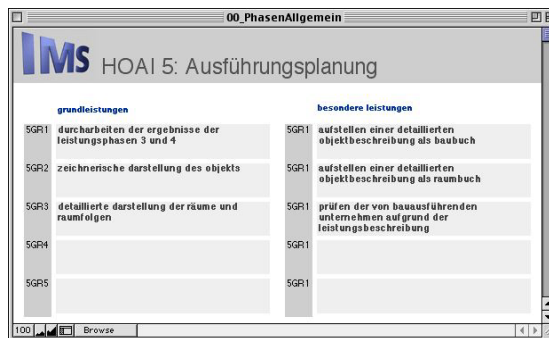 00_PhasenAllgemein
IMS HOAI 5: Ausführungsplanung
grundleistungen
5GR1 durcharbeiten der ergebnisse der
leistungsphasen 3 und 4
5GR2 zeichnerische darstellung des objekts
5GR3 detaillierte darstellung der räume und
raumfolgen
5GR4
5GR5
besondere leistungen
5GR1 aufstellen einer detaillierten
objektbeschreibung als baubuch
5GR1 aufstellen einer detaillierten
objektbeschreibung als raumbuch
5GR1 prüfen der von bauausführenden
unternehmen aufgrund der
leistungsbeschreibung
5GR1
5GR1
100 Browse